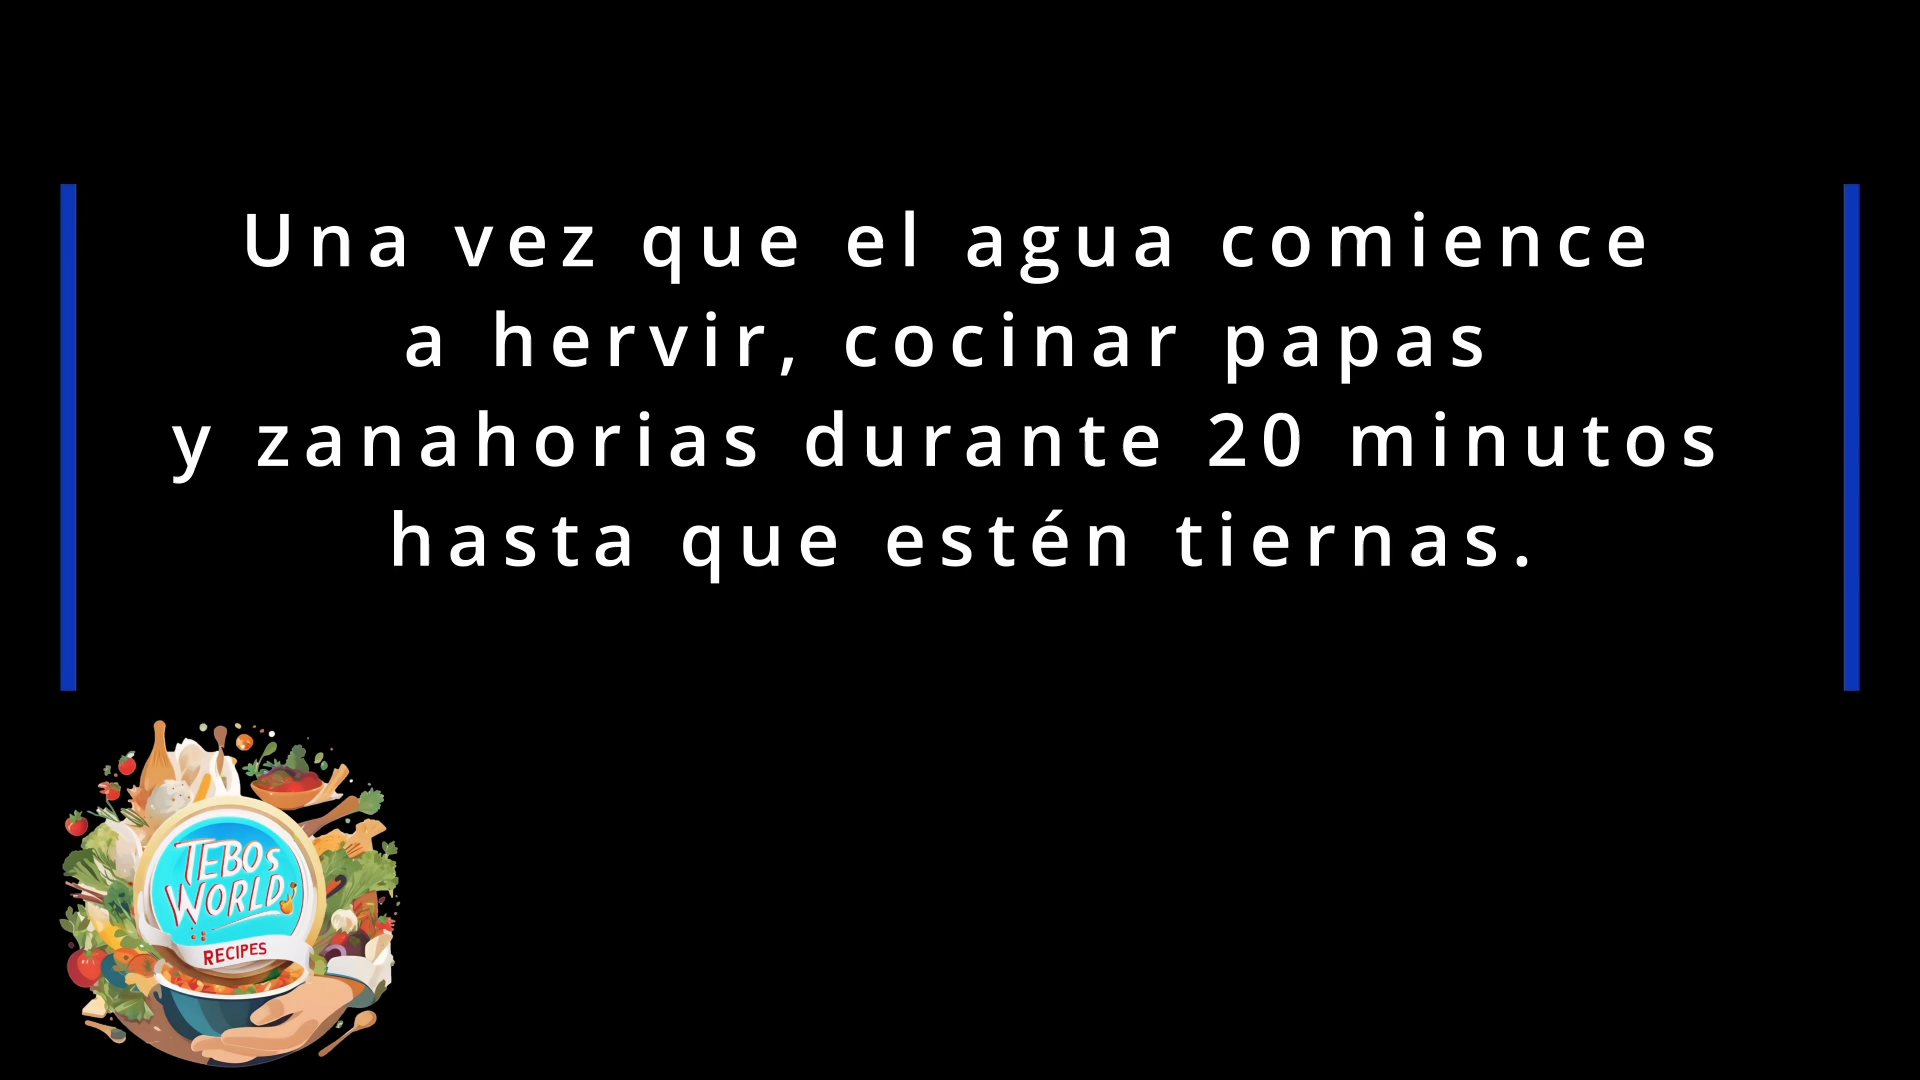 Una vez que el agua comience
a hervir, cocinar papas
y zanahorias durante 20 minutos
hasta que estén tiernas.
TEBOS
WORLD
RECIPES